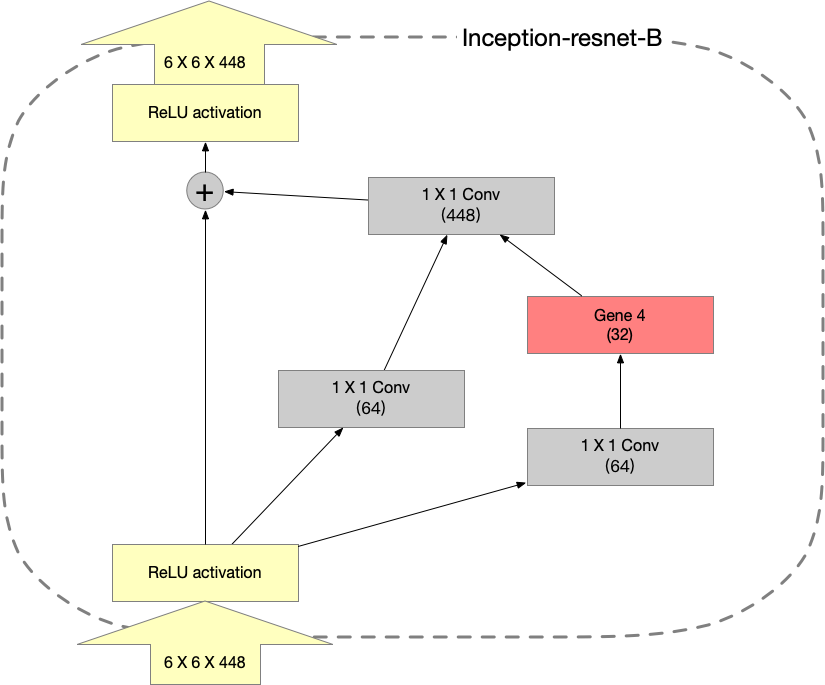 Inception-resnet-B
6 X 6 X 448
ReLU activation
+
1 X 1 Conv
(448)
Gene 4
(32)
1 X 1 Conv
(64)
1 X 1 Conv
(64)
ReLU activation
6 X 6 X 448